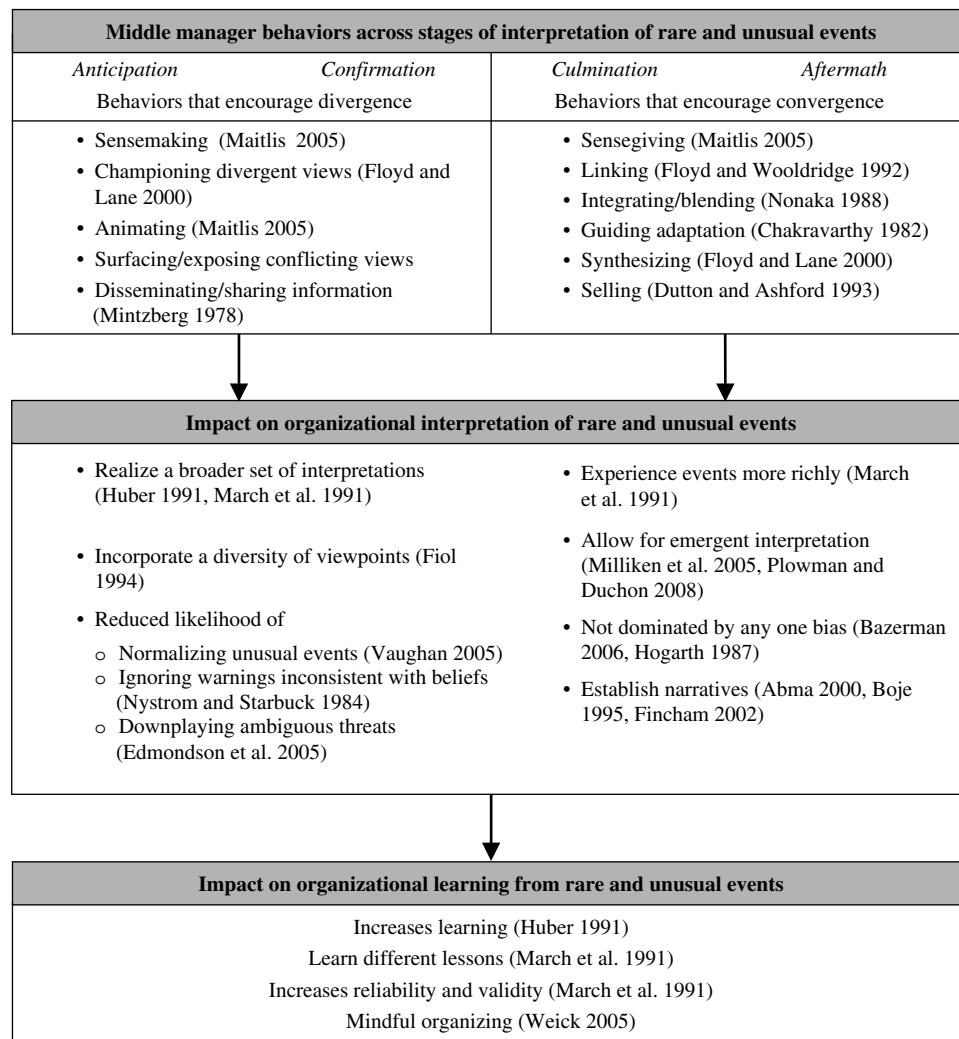 Middle manager behaviors across stages of interpretation of rare and unusual events
Anticipation Confirmation
Behaviors that encourage divergence
• Sensemaking (Maitlis 2005)
• Championing divergent views (Floyd and
Lane 2000)
• Animating (Maitlis 2005)
• Surfacing/exposing conflicting views
• Disseminating/sharing information
(Mintzberg 1978)
Culmination Aftermath
Behaviors that encourage convergence
• Sensegiving (Maitlis 2005)
• Linking (Floyd and Wooldridge 1992)
• Integrating/blending (Nonaka 1988)
• Guiding adaptation (Chakravarthy 1982)
• Synthesizing (Floyd and Lane 2000)
• Selling (Dutton and Ashford 1993)
Impact on organizational interpretation of rare and unusual events
• Realize a broader set of interpretations
(Huber 1991, March et al. 1991)
• Incorporate a diversity of viewpoints (Fiol
1994)
• Reduced likelihood of
o Normalizing unusual events (Vaughan 2005)
o Ignoring warnings inconsistent with beliefs
(Nystrom and Starbuck 1984)
o Downplaying ambiguous threats
(Edmondson et al. 2005)
• Experience events more richly (March
et al. 1991)
• Allow for emergent interpretation
(Milliken et al. 2005, Plowman and
Duchon 2008)
• Not dominated by any one bias (Bazerman
2006, Hogarth 1987)
• Establish narratives (Abma 2000, Boje
1995, Fincham 2002)
Impact on organizational learning from rare and unusual events
Increases learning (Huber 1991)
Learn different lessons (March et al. 1991)
Increases reliability and validity (March et al. 1991)
Mindful organizing (Weick 2005)